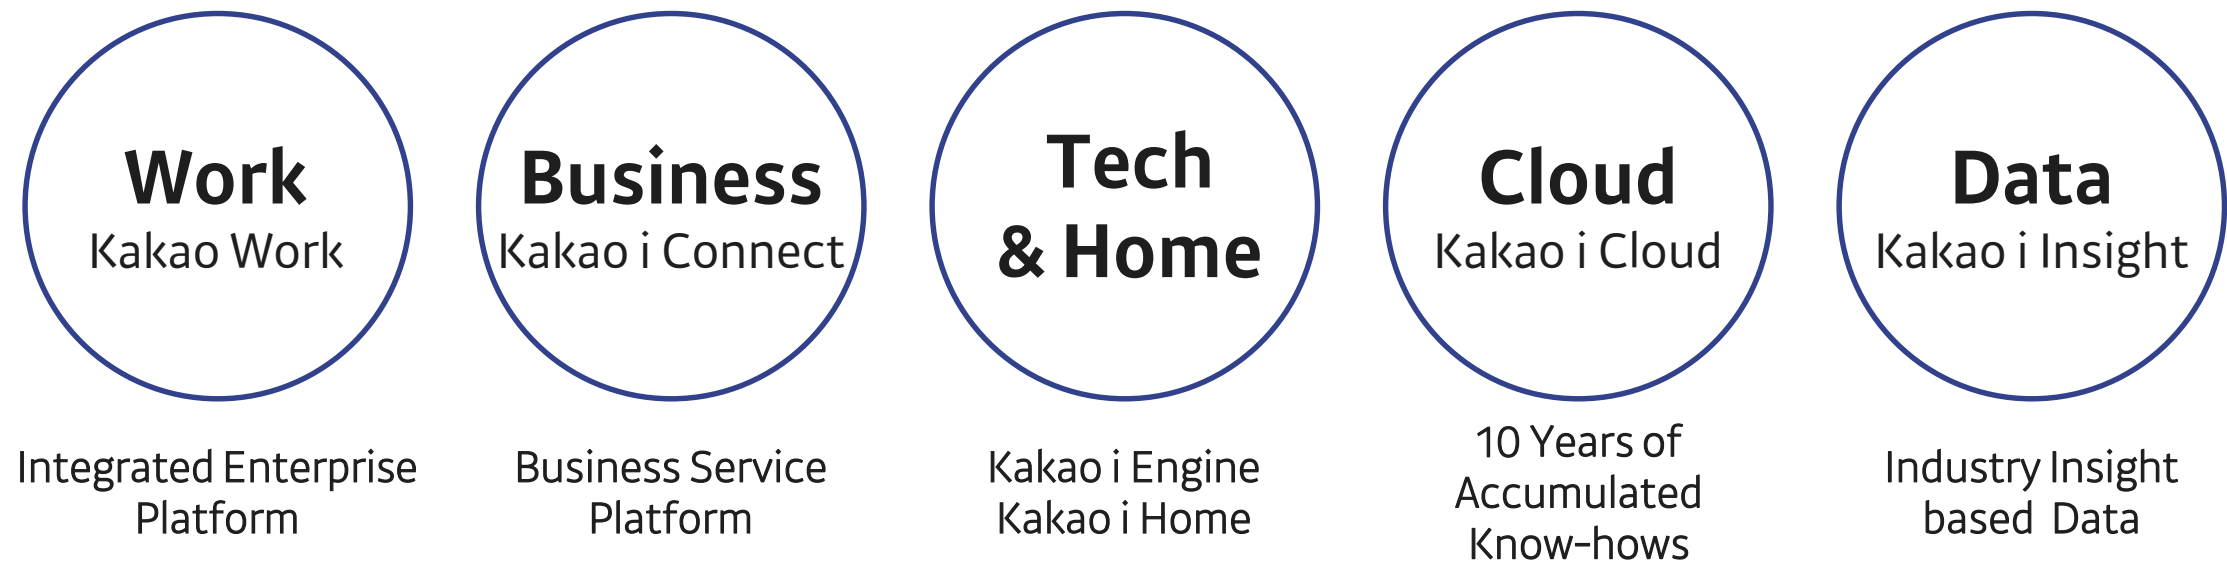 Work
Kakao Work
Integrated Enterprise
Platform
Business
Kakao i Connect
Business Service
Platform
Tech
& Home
Kakao i Engine
Kakao i Home
Cloud
Kakao i Cloud
10 Years of
Accumulated
Know-hows
Data
Kakao i Insight
Industry Insight
based Data